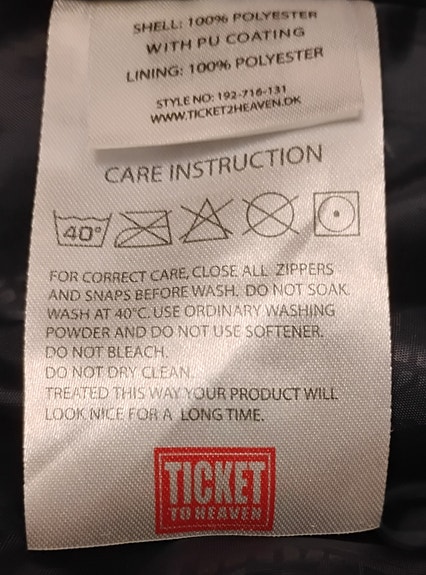 SHELL: 100% POLYESTER
WITH PU COATING
LINING: 100% POLYESTER
STYLE NO: 192-716-131
WWW.TICKET2HEAVEN.DK
CARE INSTRUCTION
40°
FOR CORRECT CARE, CLOSE ALL ZIPPERS
AND SNAPS BEFORE WASH. DO NOT SOAK.
WASH AT 40°C. USE ORDINARY WASHING
POWDER AND DO NOT USE SOFTENER.
DO NOT BLEACH.
DO NOT DRY CLEAN.
TREATED THIS WAY YOUR PRODUCT WILL
LOOK NICE FOR A LONG TIME.
TICKET
TO HEAVEN